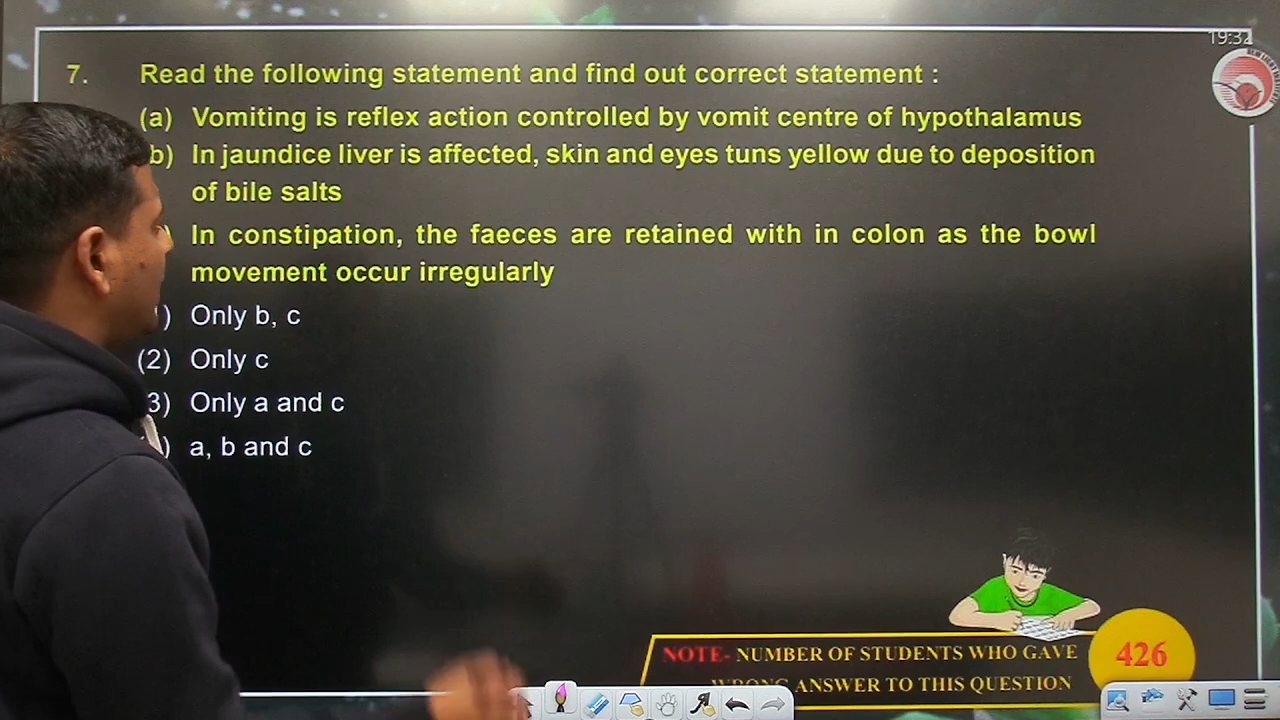 19:32
7. Read the following statement and find out correct statement :
(a) Vomiting is reflex action controlled by vomit centre of hypothalamus
b) In jaundice liver is affected, skin and eyes tuns yellow due to deposition
of bile salts
) In constipation, the faeces are retained with in colon as the bowl
movement occur irregularly
) Only b, c
(2) Only c
3) Only a and c
) a, b and c
NOTE- NUMBER OF STUDENTS WHO GAVE
WRONG ANSWER TO THIS QUESTION
426